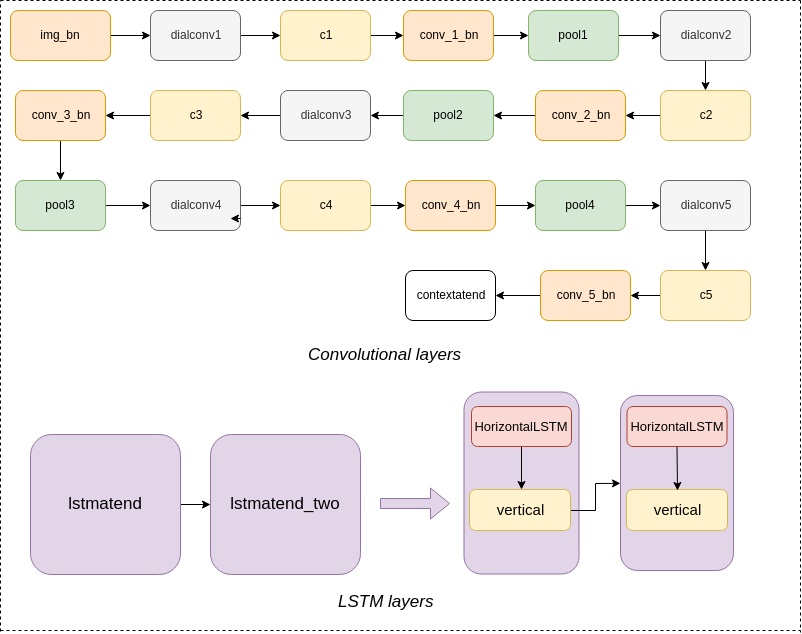 img_bn
dialconv1
c1
conv_1_bn
pool1
dialconv2
conv_3_bn
c3
dialconv3
pool2
conv_2_bn
c2
pool3
dialconv4
c4
conv_4_bn
pool4
dialconv5
contextatend
conv_5_bn
c5
Convolutional layers
lstmatend
lstmatend_two
HorizontalLSTM
vertical
HorizontalLSTM
vertical
LSTM layers